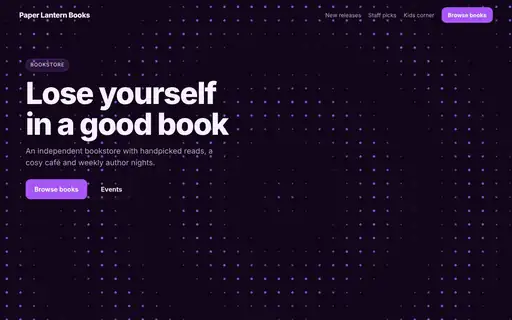 Paper Lantern Books
New releases
Staff picks
Kids corner
Browse books
BOOKSTORE
Lose yourself
in a good book
An independent bookstore with handpicked reads, a
cosy café and weekly author nights.
Browse books
Events